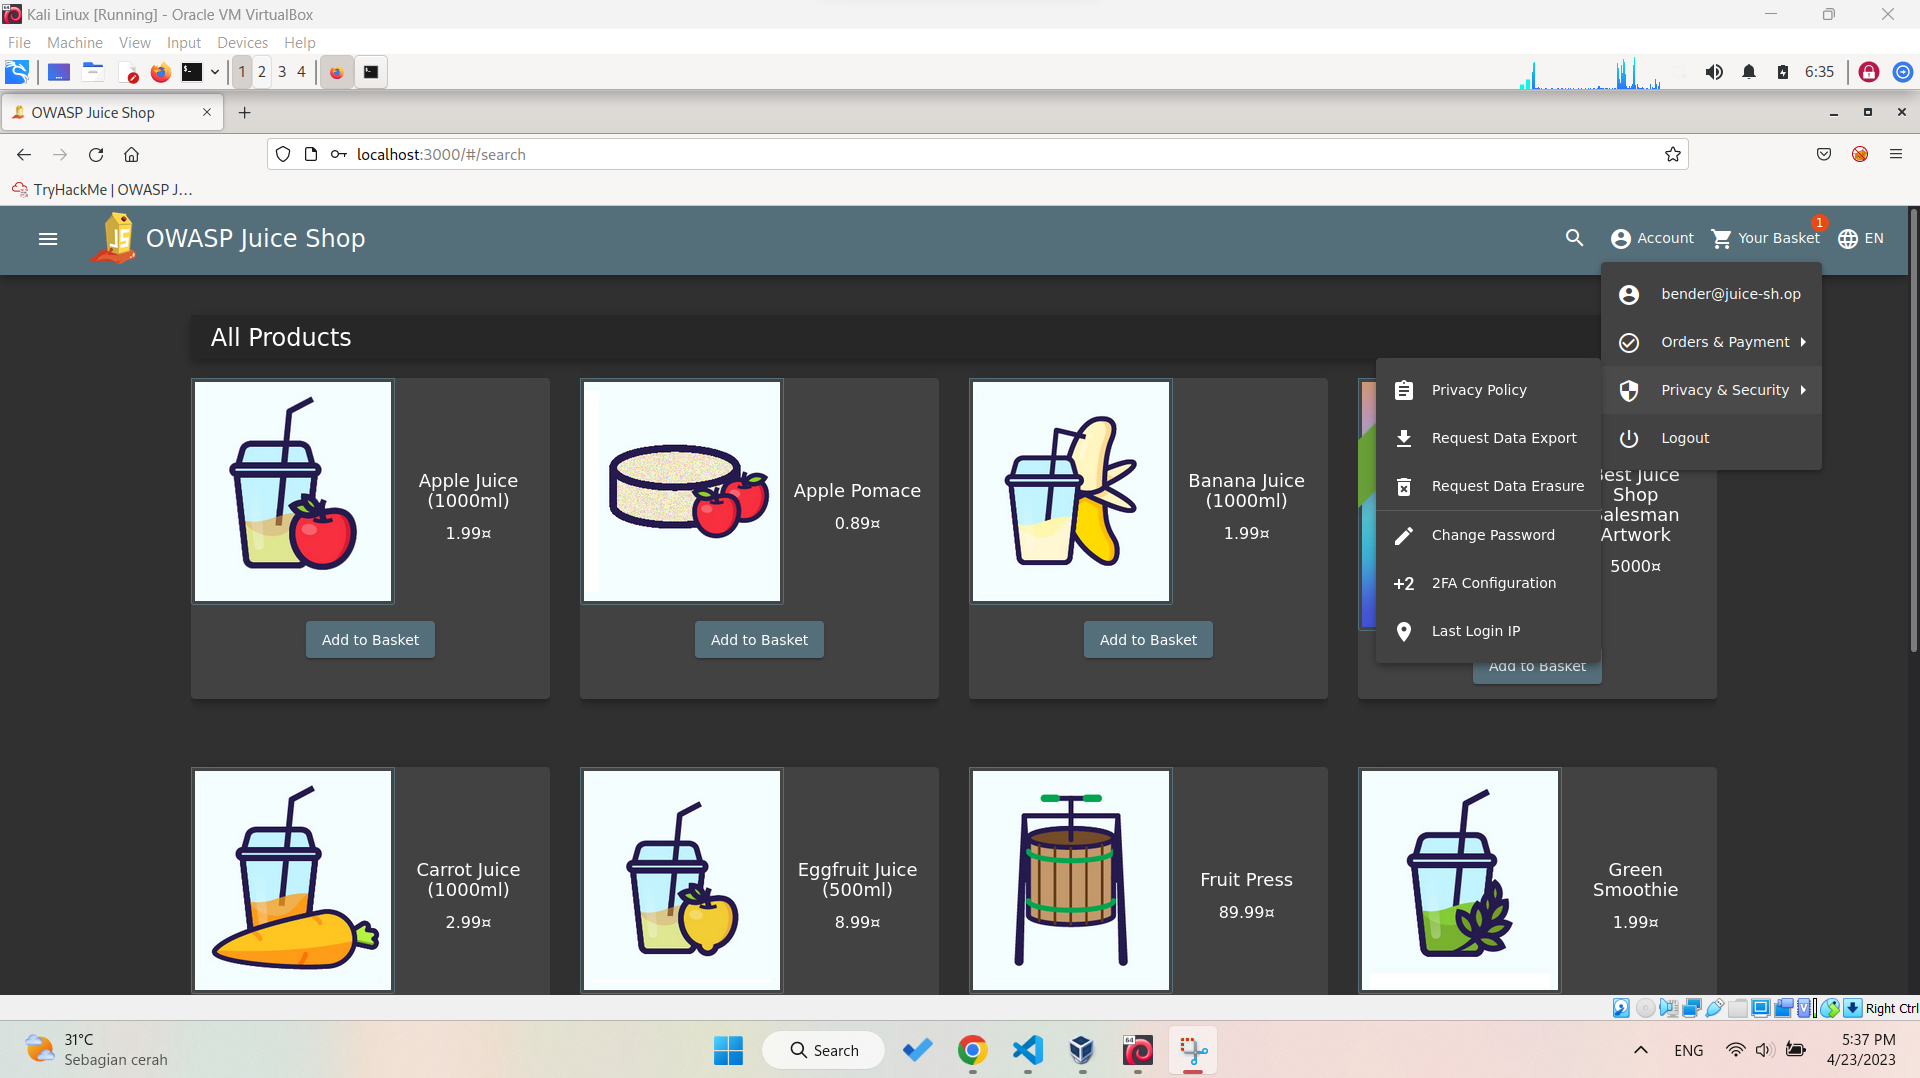 Kali Linux [Running] - Oracle VM VirtualBox
File Machine View Input Devices Help
1 2 3 4
6:35
OWASP Juice Shop
localhost:3000/#/search
TryHackMe | OWASP J…
OWASP Juice Shop
Account
Your Basket
1
EN
bender@juice-sh.op
Orders & Payment
Privacy & Security
Logout
Privacy Policy
Request Data Export
Request Data Erasure
Change Password
+2 2FA Configuration
Last Login IP
All Products
Apple Juice
(1000ml)
1.99¤
Add to Basket
Apple Pomace
0.89¤
Add to Basket
Banana Juice
(1000ml)
1.99¤
Add to Basket
Best Juice
Shop
Salesman
Artwork
5000¤
Add to Basket
Carrot Juice
(1000ml)
2.99¤
Eggfruit Juice
(500ml)
8.99¤
Fruit Press
89.99¤
Green
Smoothie
1.99¤
Right Ctrl
31°C
Sebagian cerah
Search
64
ENG
5:37 PM
4/23/2023